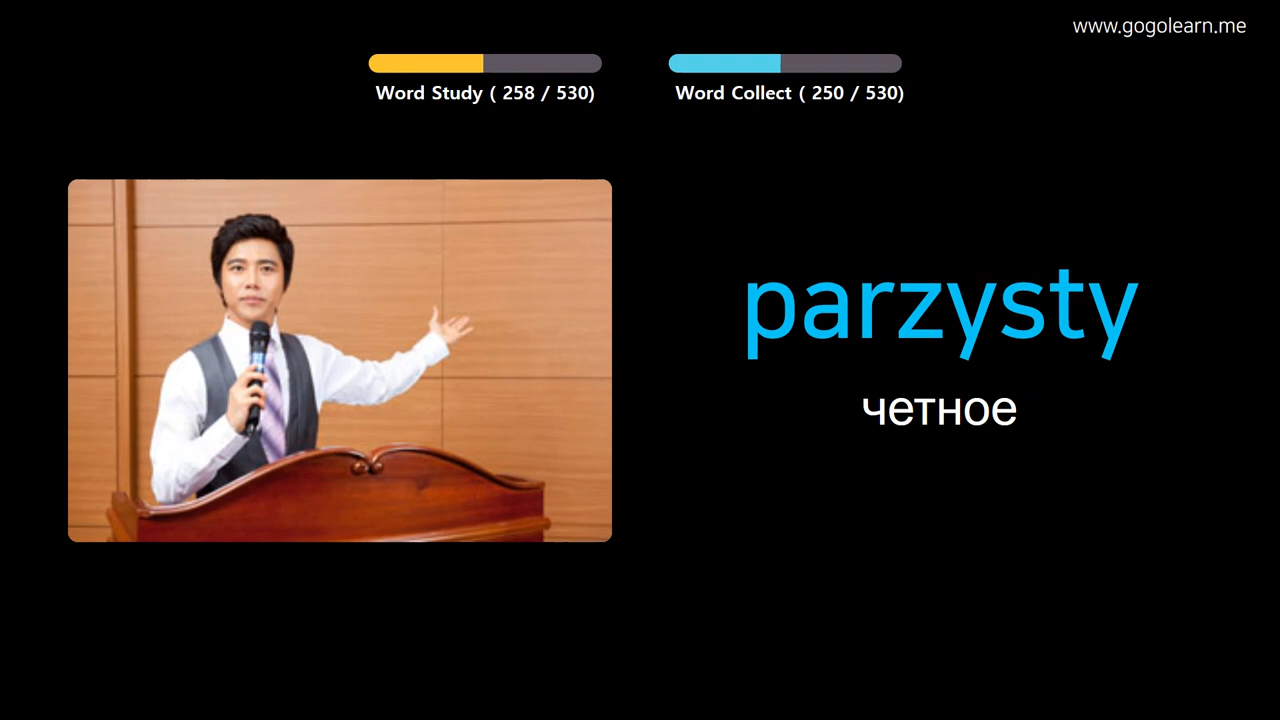 www.gogolearn.me
Word Study ( 258 / 530)
Word Collect ( 250 / 530)
parzysty
четное